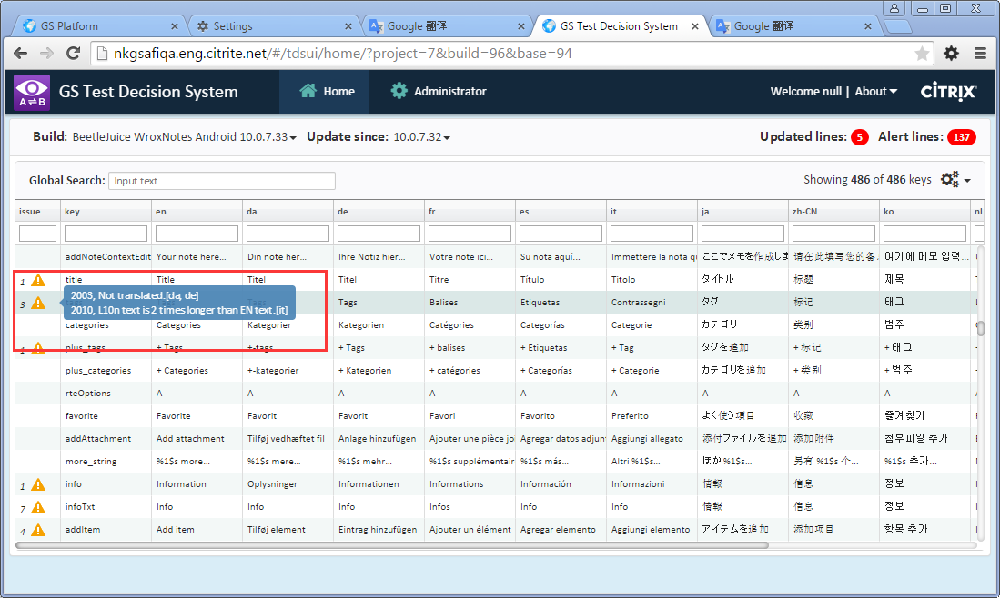 GS Platform
Settings
Google 翻译
GS Test Decision System
Google 翻译
nkgsafiqa.eng.citrite.net/#/tdsui/home/?project=7&build=96&base=94
A⇌B
GS Test Decision System
Home
Administrator
Welcome null | About
CİTRIX
Build: BeetleJuice WroxNotes Android 10.0.7.33 Update since: 10.0.7.32
Updated lines: 5 Alert lines: 137
Global Search: Input text
Showing 486 of 486 keys
issue key en da de fr es it ja zh-CN ko nl
addNoteContextEdit Your note here... Din note her... Ihre Notiz hier... Votre note ici... Su nota aquí... Immettere la nota q ここでメモを作成しま 请在此填写您的备 여기에 메모 입력...
1 title Title Titel Titel Titre Título Titolo タイトル 标题 제목
2003, Not translated.[da, de]
2010, L10n text is 2 times longer than EN text.[it]
3 Tags Balises Etiquetas Contrassegni タグ 标记 태그
categories Categories Kategorier Kategorien Catégories Categorías Categorie カテゴリ 类别 범주
1 plus_tags + Tags +-tags + Tags + balises + Etiquetas + Tag タグを追加 + 标记 + 태그
plus_categories + Categories +-kategorier + Kategorien + catégories + Categorías + Categorie カテゴリを追加 + 类别 + 범주
rteOptions A A A A A A A A A
favorite Favorite Favorit Favorit Favori Favorito Preferito よく使う項目 收藏 즐겨찾기
addAttachment Add attachment Tilføj vedhæftet fil Anlage hinzufügen Ajouter une pièce jo Agregar datos adjun Aggiungi allegato 添付ファイルを追加 添加附件 첨부파일 추가
more_string %1$s more... %1$s mere... %1$s mehr... %1$s supplémentair %1$s más... Altri %1$s... ほか %1$s... 另有 %1$s 个... %1$s 추가...
1 info Information Oplysninger Informationen Informations Información Informazioni 情報 信息 정보
7 infoTxt Info Info Info Infos Info Info 情報 信息 정보
4 addItem Add item Tilføj element Eintrag hinzufügen Ajouter un élément Agregar elemento Aggiungi elemento アイテムを追加 添加项目 항목 추가